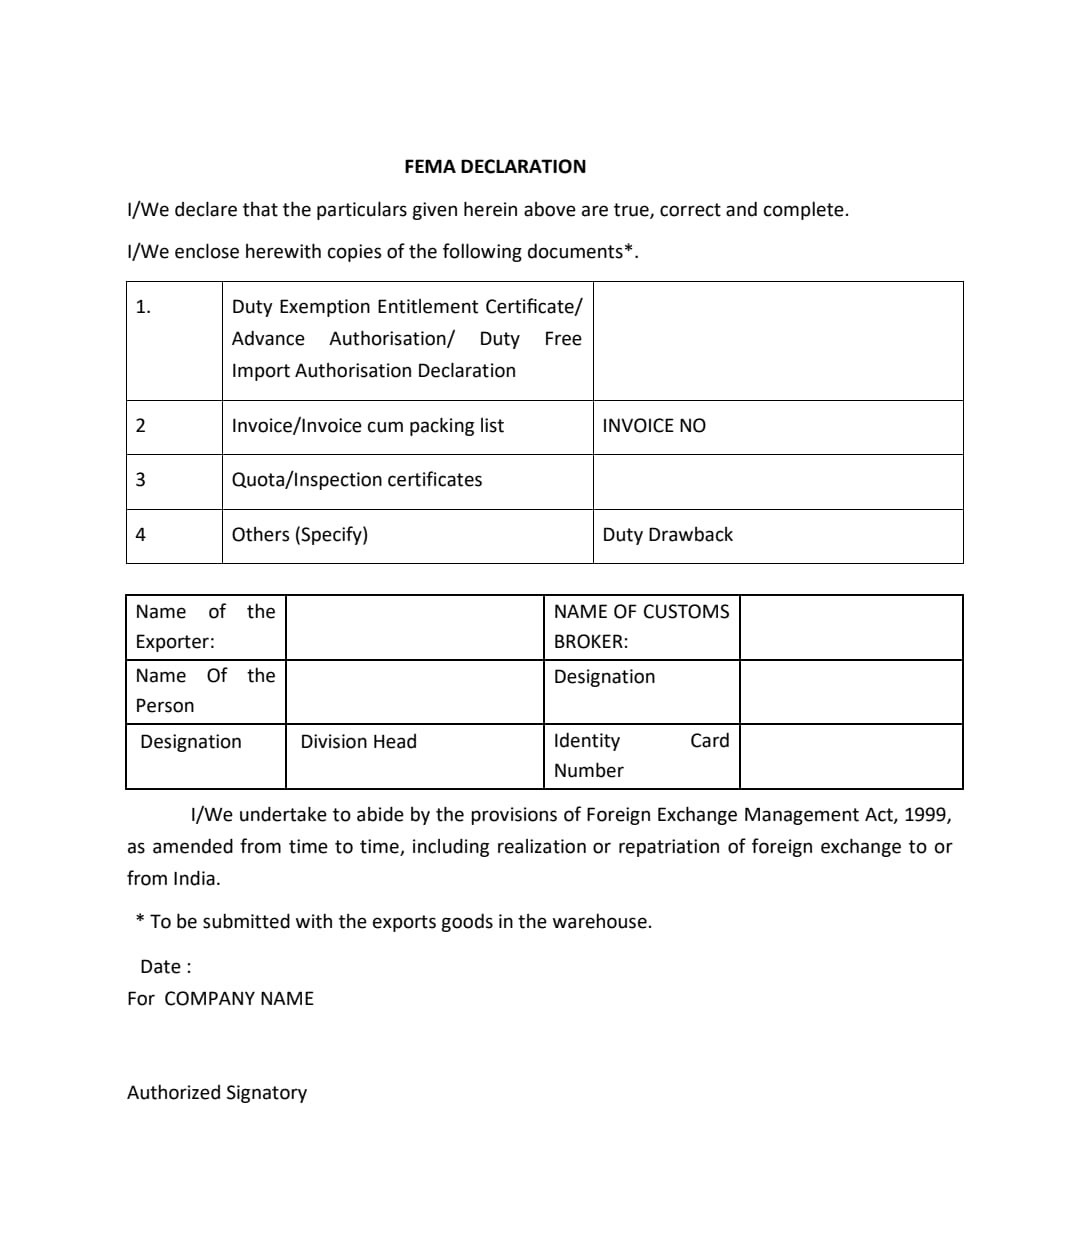 FEMA DECLARATION
I/We declare that the particulars given herein above are true, correct and complete.
I/We enclose herewith copies of the following documents*.
1. Duty Exemption Entitlement Certificate/
Advance Authorisation/ Duty Free
Import Authorisation Declaration
2 Invoice/Invoice cum packing list INVOICE NO
3 Quota/Inspection certificates
4 Others (Specify) Duty Drawback
Name of the NAME OF CUSTOMS
Exporter: BROKER:
Name Of the Designation
Person
Designation Division Head Identity Card
Number
I/We undertake to abide by the provisions of Foreign Exchange Management Act, 1999,
as amended from time to time, including realization or repatriation of foreign exchange to or
from India.
* To be submitted with the exports goods in the warehouse.
Date :
For COMPANY NAME
Authorized Signatory